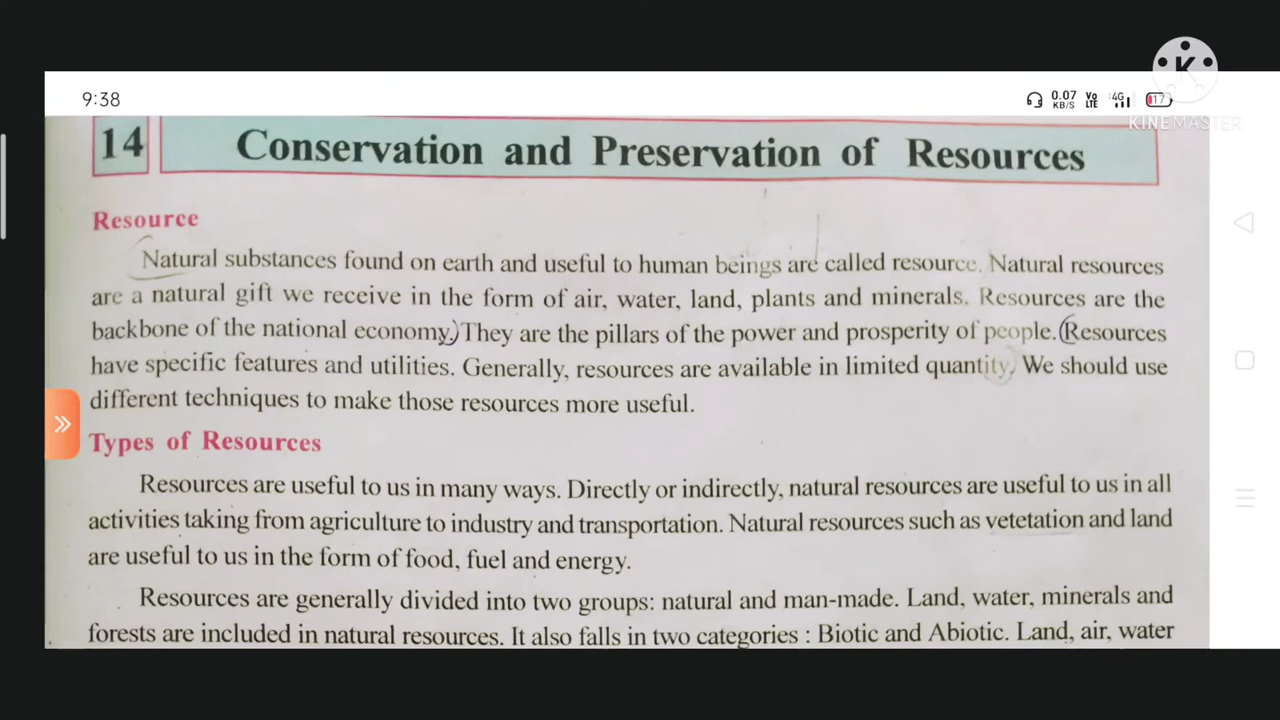 9:38
0.07 KB/S Vo LTE 4G 17
K
KINEMASTER
14 Conservation and Preservation of Resources
Resource
Natural substances found on earth and useful to human beings are called resource. Natural resources
are a natural gift we receive in the form of air, water, land, plants and minerals. Resources are the
backbone of the national economy. They are the pillars of the power and prosperity of people. (Resources
have specific features and utilities. Generally, resources are available in limited quantity. We should use
different techniques to make those resources more useful.
Types of Resources
Resources are useful to us in many ways. Directly or indirectly, natural resources are useful to us in all
activities taking from agriculture to industry and transportation. Natural resources such as vetetation and land
are useful to us in the form of food, fuel and energy.
Resources are generally divided into two groups: natural and man-made. Land, water, minerals and
forests are included in natural resources. It also falls in two categories : Biotic and Abiotic. Land, air, water